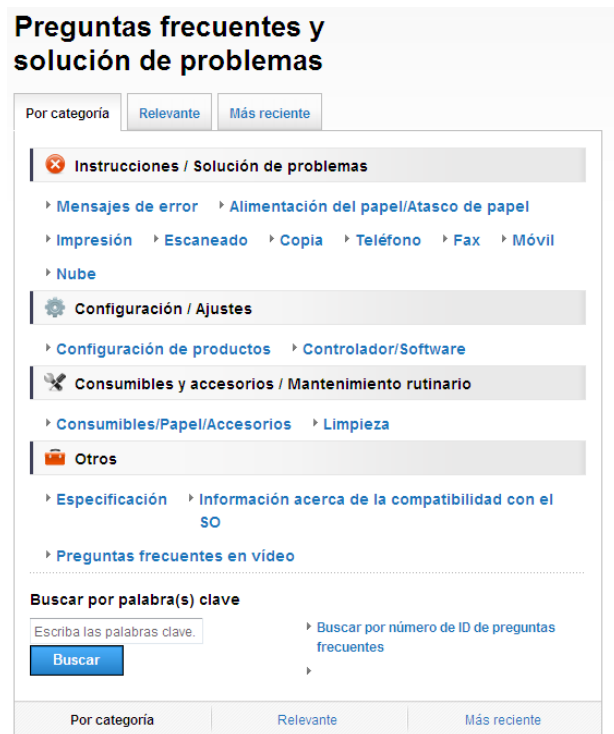 Preguntas frecuentes y
solución de problemas
Por categoría Relevante Más reciente
Instrucciones / Solución de problemas
Mensajes de error Alimentación del papel/Atasco de papel
Impresión Escaneado Copia Teléfono Fax Móvil
Nube
Configuración / Ajustes
Configuración de productos Controlador/Software
Consumibles y accesorios / Mantenimiento rutinario
Consumibles/Papel/Accesorios Limpieza
Otros
Especificación Información acerca de la compatibilidad con el
SO
Preguntas frecuentes en vídeo
Buscar por palabra(s) clave
Escriba las palabras clave. Buscar por número de ID de preguntas
frecuentes
Buscar
Por categoría Relevante Más reciente